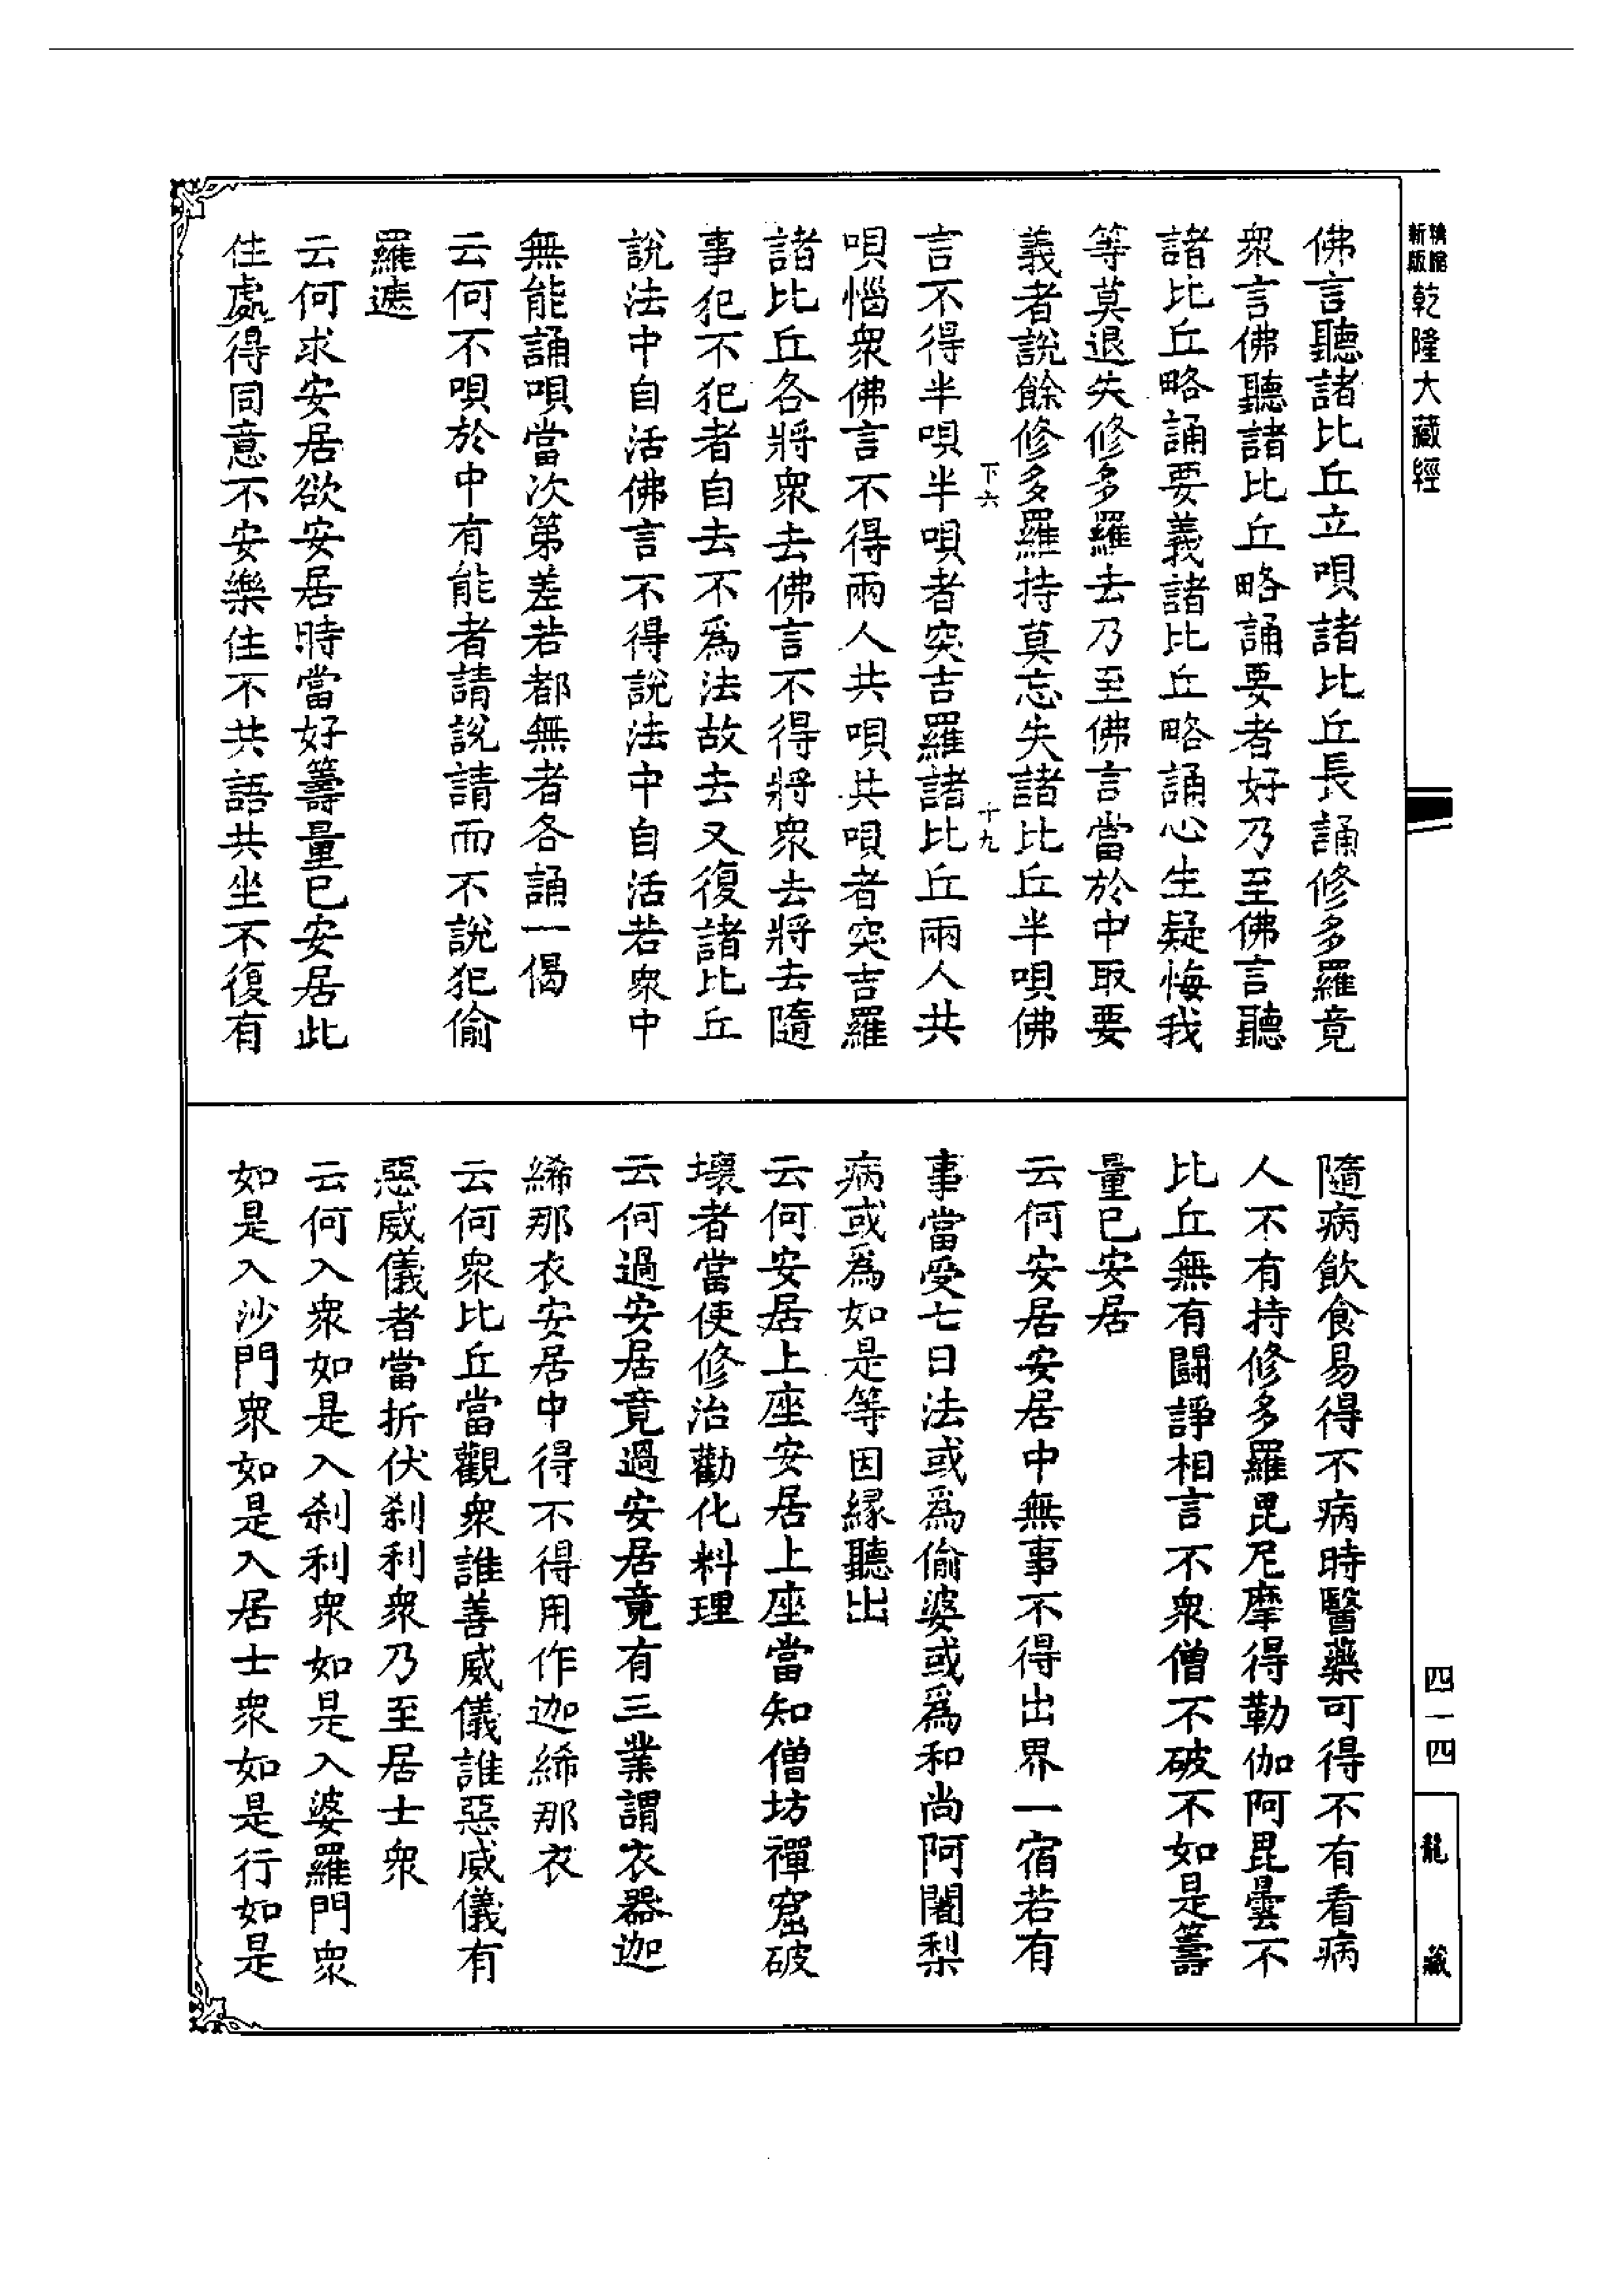 乾隆大藏經
佛言聽諸比丘立唄諸比丘長誦修多羅竟
衆言佛聽諸比丘略誦要者好乃至佛言聽
諸比丘略誦要義諸比丘略誦心生疑悔我
等莫退失修多羅去乃至佛言當於中取要
義者說餘修多羅持莫忘失諸比丘半唄佛
下六
十九
言不得半唄半唄者突吉羅諸比丘兩人共
唄惱衆佛言不得兩人共唄共唄者突吉羅
諸比丘各將衆去佛言不得將衆去將去隨
事犯不犯者自去不爲法故去又復諸比丘
說法中自活佛言不得說法中自活若衆中
無能誦唄當次第差若都無者各誦一偈
云何不唄於中有能者請說請而不說犯偷
羅遮
云何求安居欲安居時當好籌量已安居此
住處得同意不安樂住不共語共坐不復有
隨病飲食易得不病時醫藥可得不有看病
人不有持修多羅毘尼摩得勒伽阿毘曇不
比丘無有鬪諍相言不衆僧不破不如是籌
量已安居
云何安居安居中無事不得出界一宿若有
事當受七日法或爲偷婆或爲和尚阿闍梨
病或爲如是等因緣聽出
云何安居上座安居上座當知僧坊禪窟破
壞者當使修治勸化料理
云何過安居竟過安居竟有三業謂衣器迦
絺那衣安居中得不得用作迦絺那衣
云何衆比丘當觀衆誰善威儀誰惡威儀有
惡威儀者當折伏刹利衆乃至居士衆
云何入衆如是入刹利衆如是入婆羅門衆
如是入沙門衆如是入居士衆如是行如是
四一四
龍藏